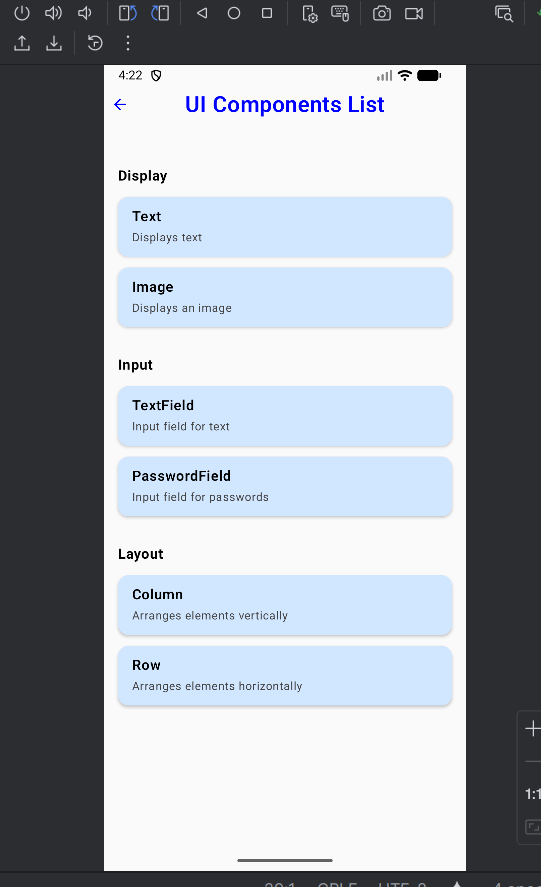 4:22
UI Components List
Display
Text
Displays text
Image
Displays an image
Input
TextField
Input field for text
PasswordField
Input field for passwords
Layout
Column
Arranges elements vertically
Row
Arranges elements horizontally
1:1